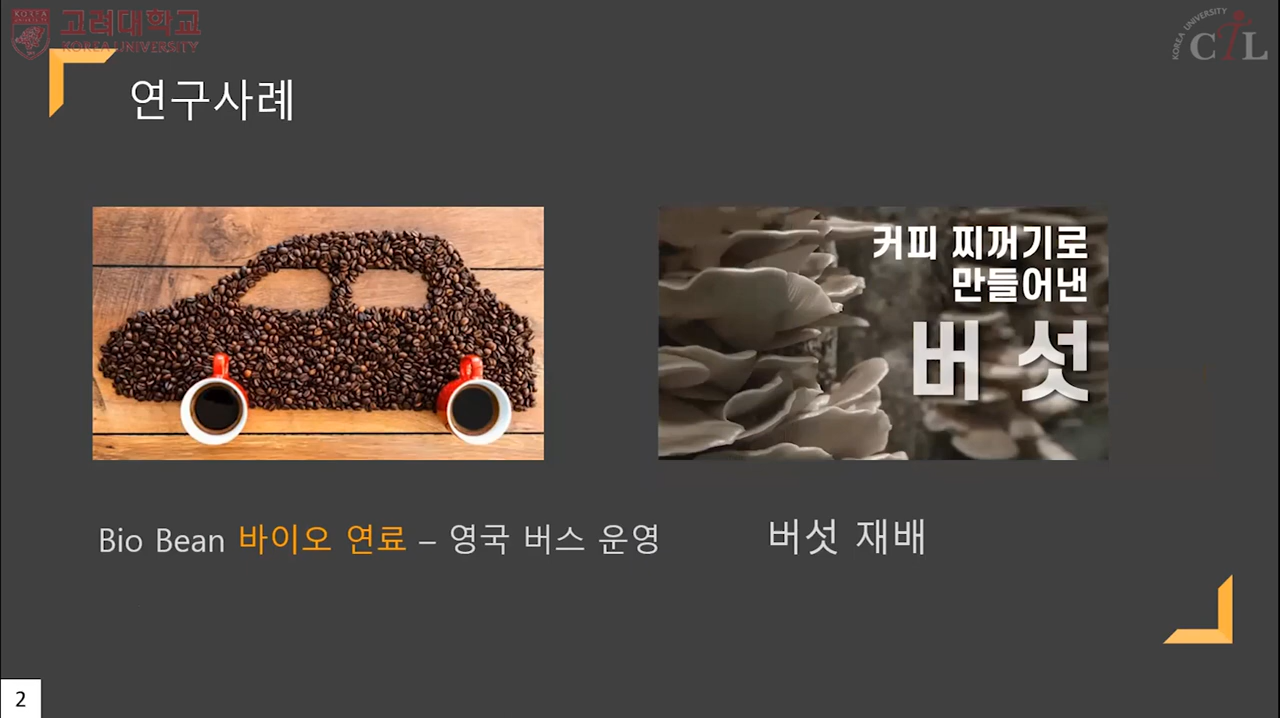 KOREA
고려대학교
KOREA UNIVERSITY
KOREA UNIVERSITY
CTL
연구사례
커피 찌꺼기로
만들어낸
버섯
Bio Bean 바이오 연료 – 영국 버스 운영
버섯 재배
2